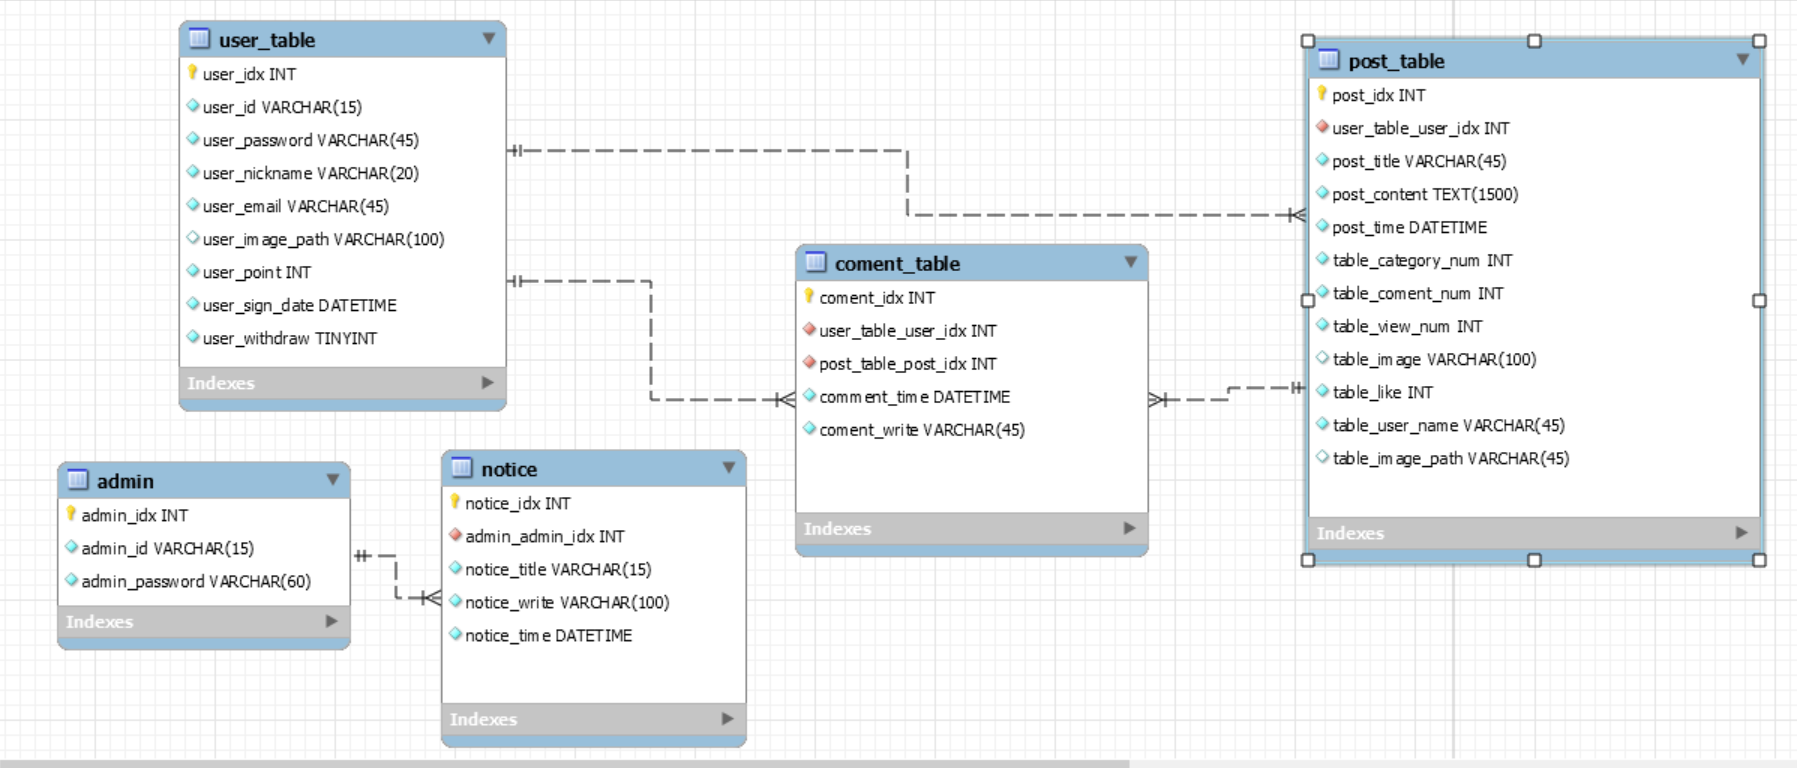 user_table
user_idx INT
user_id VARCHAR(15)
user_password VARCHAR(45)
user_nickname VARCHAR(20)
user_email VARCHAR(45)
user_image_path VARCHAR(100)
user_point INT
user_sign_date DATETIME
user_withdraw TINYINT
Indexes
admin
admin_idx INT
admin_id VARCHAR(15)
admin_password VARCHAR(60)
Indexes
notice
notice_idx INT
admin_admin_idx INT
notice_title VARCHAR(15)
notice_write VARCHAR(100)
notice_time DATETIME
Indexes
coment_table
coment_idx INT
user_table_user_idx INT
post_table_post_idx INT
comment_time DATETIME
coment_write VARCHAR(45)
Indexes
post_table
post_idx INT
user_table_user_idx INT
post_title VARCHAR(45)
post_content TEXT(1500)
post_time DATETIME
table_category_num INT
table_coment_num INT
table_view_num INT
table_image VARCHAR(100)
table_like INT
table_user_name VARCHAR(45)
table_image_path VARCHAR(45)
Indexes